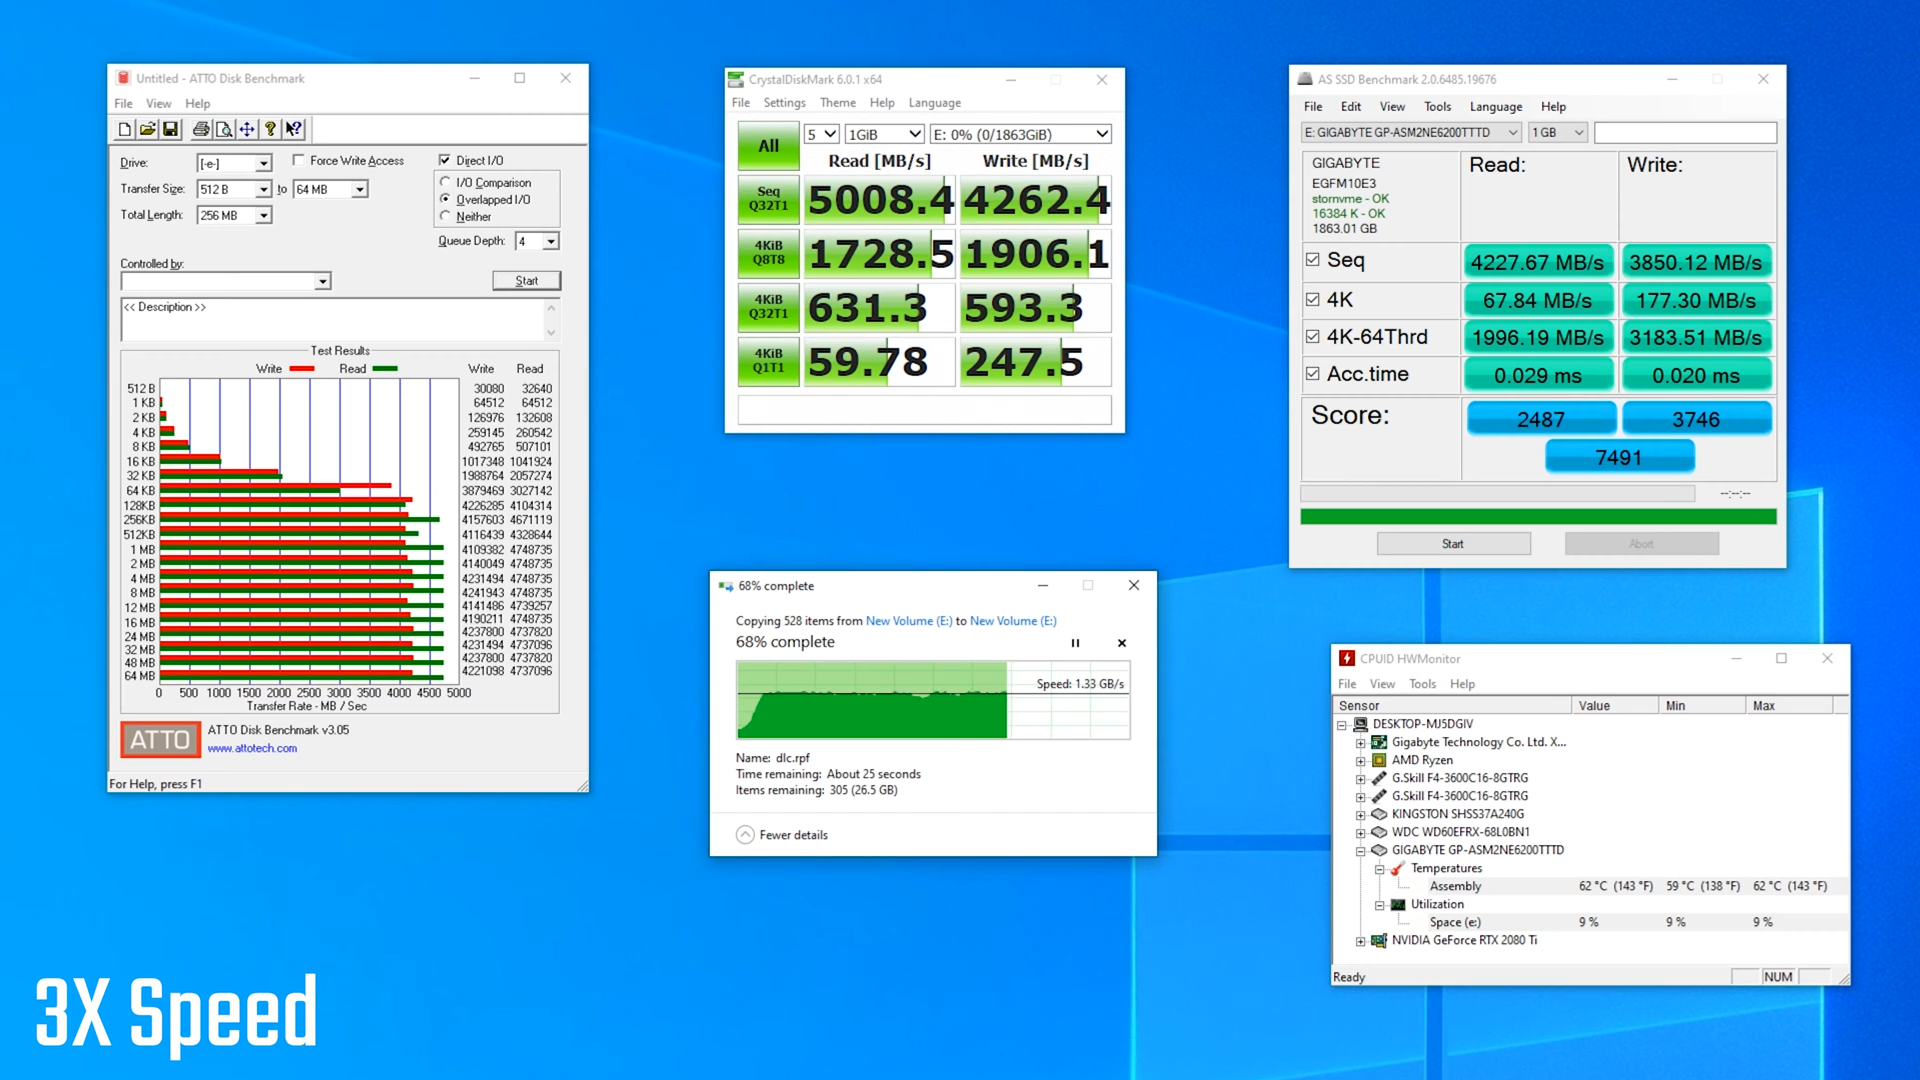 Untitled - ATTO Disk Benchmark
File View Help
Drive: [-e-] Force Write Access Direct I/O
Transfer Size: 512 B to 64 MB I/O Comparison
Overlapped I/O
Total Length: 256 MB Neither
Queue Depth: 4
Controlled by:
Start
<< Description >>
Test Results
Write Read Write Read
512 B 30080 32640
1 KB 64512 64512
2 KB 126976 132608
4 KB 259145 260542
8 KB 492765 507101
16 KB 1017348 1041924
32 KB 1988764 2057274
64 KB 3879469 3027142
128KB 4226285 4104314
256KB 4157603 4671119
512KB 4116439 4328644
1 MB 4109382 4748735
2 MB 4140049 4748735
4 MB 4231494 4748735
8 MB 4241943 4748735
12 MB 4141486 4739257
16 MB 4190211 4748735
24 MB 4237800 4737820
32 MB 4231494 4737096
48 MB 4237800 4737820
64 MB 4221098 4737096
0 500 1000 1500 2000 2500 3000 3500 4000 4500 5000
Transfer Rate - MB / Sec
ATTO
ATTO Disk Benchmark v3.05
www.attotech.com
For Help, press F1
CrystalDiskMark 6.0.1 x64
File Settings Theme Help Language
All 5 1GiB E: 0% (0/1863GiB)
Read [MB/s] Write [MB/s]
Seq
Q32T1 5008.4 4262.4
4KiB
Q8T8 1728.5 1906.1
4KiB
Q32T1 631.3 593.3
4KiB
Q1T1 59.78 247.5
68% complete
Copying 528 items from New Volume (E:) to New Volume (E:)
68% complete
Speed: 1.33 GB/s
Name: dlc.rpf
Time remaining: About 25 seconds
Items remaining: 305 (26.5 GB)
Fewer details
AS SSD Benchmark 2.0.6485.19676
File Edit View Tools Language Help
E: GIGABYTE GP-ASM2NE6200TTTD 1 GB
GIGABYTE Read: Write:
EGFM10E3
stornvme - OK
16384 K - OK
1863.01 GB
Seq 4227.67 MB/s 3850.12 MB/s
4K 67.84 MB/s 177.30 MB/s
4K-64Thrd 1996.19 MB/s 3183.51 MB/s
Acc.time 0.029 ms 0.020 ms
Score: 2487 3746
7491
--:--:--
Start Abort
CPUID HWMonitor
File View Tools Help
Sensor Value Min Max
DESKTOP-MJ5DGIV
Gigabyte Technology Co. Ltd. X...
AMD Ryzen
G.Skill F4-3600C16-8GTRG
G.Skill F4-3600C16-8GTRG
KINGSTON SHSS37A240G
WDC WD60EFRX-68L0BN1
GIGABYTE GP-ASM2NE6200TTTD
Temperatures
Assembly 62 °C (143 °F) 59 °C (138 °F) 62 °C (143 °F)
Utilization
Space (e:) 9 % 9 % 9 %
NVIDIA GeForce RTX 2080 Ti
Ready NUM
3X Speed